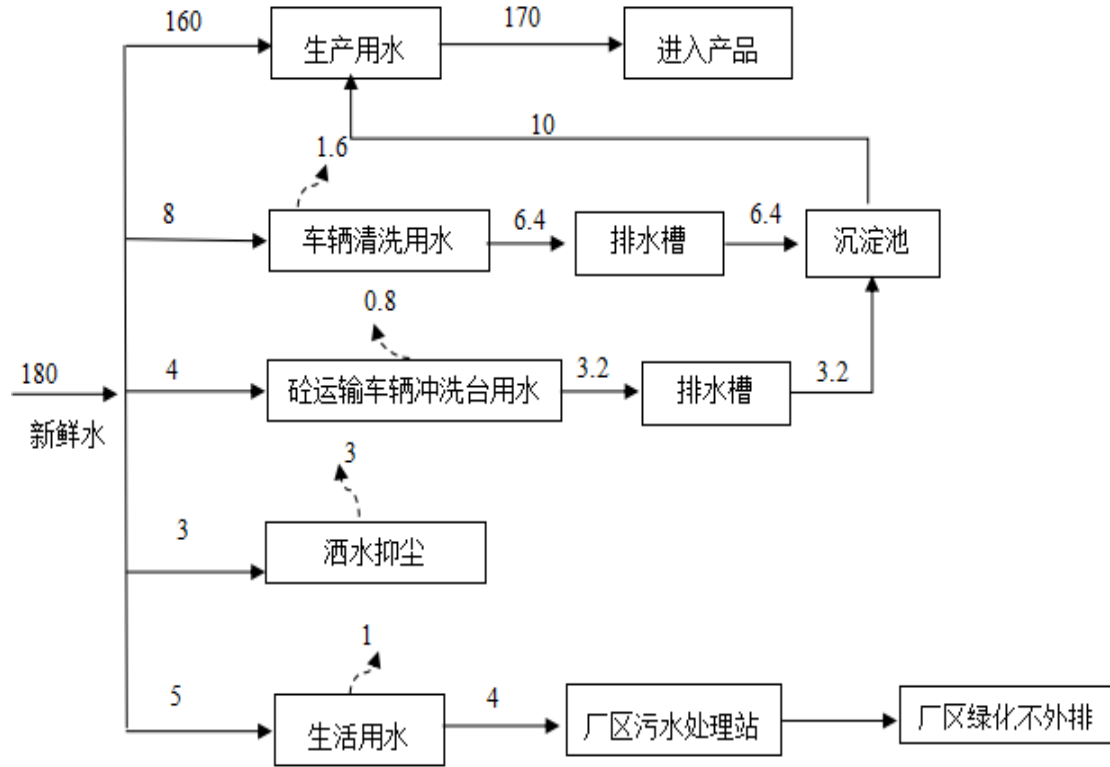 160
生产用水
170
进入产品
10
1.6
8
车辆清洗用水
6.4
排水槽
6.4
沉淀池
0.8
180
新鲜水
4
砼运输车辆冲洗台用水
3.2
排水槽
3.2
3
3
洒水抑尘
1
5
生活用水
4
厂区污水处理站
厂区绿化,不外排